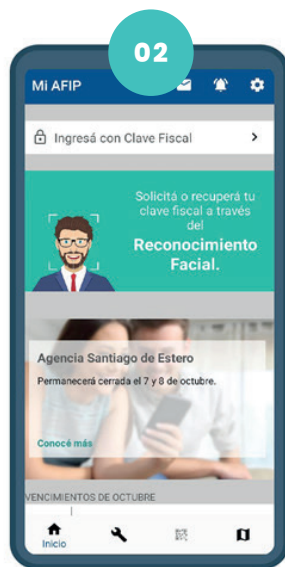 02
Mi AFIP
Ingresá con Clave Fiscal
Solicitá o recuperá tu
clave fiscal a través
del
Reconocimiento
Facial.
Agencia Santiago de Estero
Permanecerá cerrada el 7 y 8 de octubre.
Conocé más
VENCIMIENTOS DE OCTUBRE
Inicio